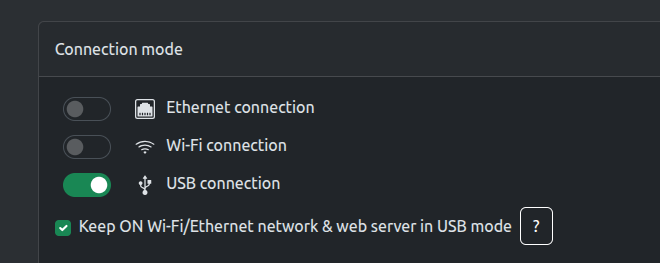 Connection mode
Ethernet connection
Wi-Fi connection
USB connection
Keep ON Wi-Fi/Ethernet network & web server in USB mode ?